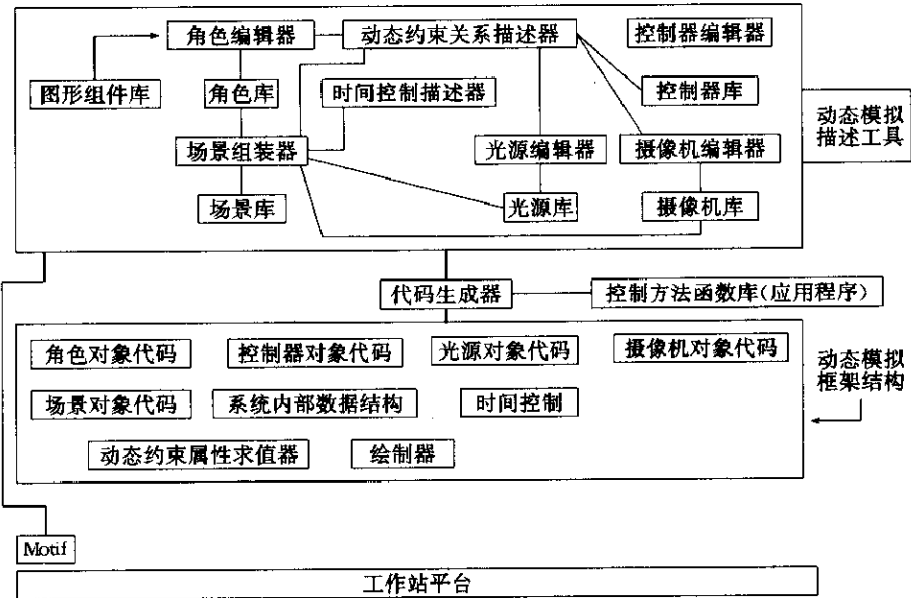 角色编辑器
动态约束关系描述器
控制器编辑器
图形组件库
角色库
时间控制描述器
控制器库
动态模拟
描述工具
场景组装器
光源编辑器
摄像机编辑器
场景库
光源库
摄像机库
代码生成器
控制方法函数库(应用程序)
角色对象代码
控制器对象代码
光源对象代码
摄像机对象代码
动态模拟
框架结构
场景对象代码
系统内部数据结构
时间控制
动态约束属性求值器
绘制器
Motif
工作站平台